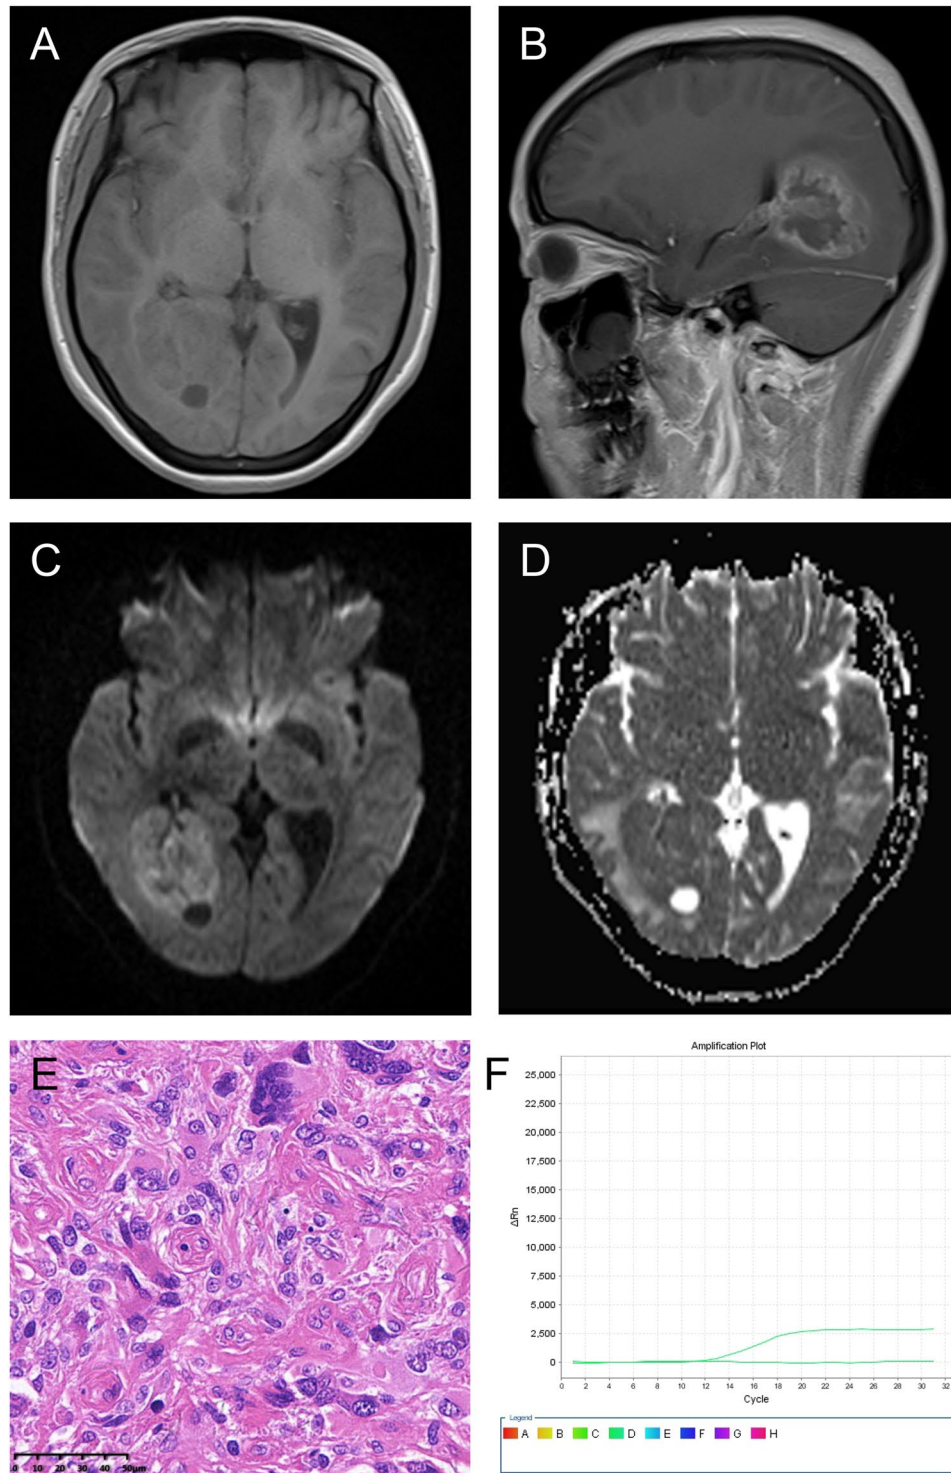 A
B
C
D
E
0 10 20 30 40 50μm
F
Amplification Plot
ΔRn
25,000
22,500
20,000
17,500
15,000
12,500
10,000
7,500
5,000
2,500
0
0 2 4 6 8 10 12 14 16 18 20 22 24 26 28 30 32
Cycle
Legend
A B C D E F G H